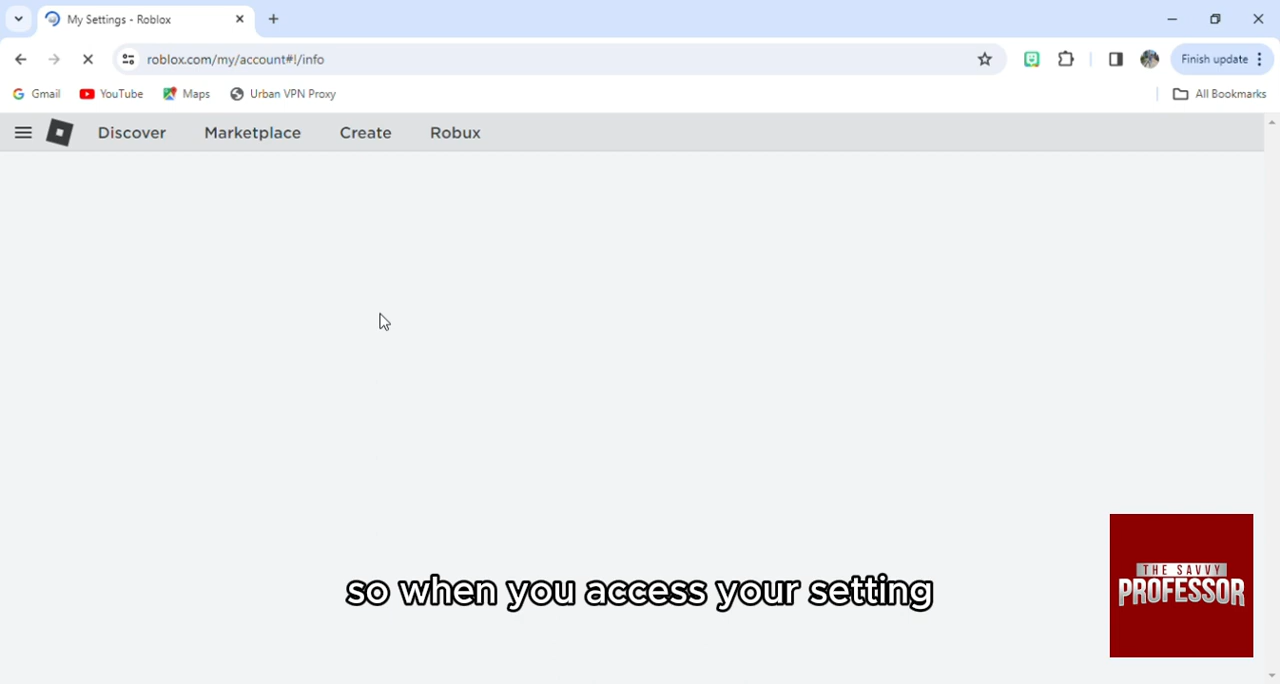 My Settings - Roblox
roblox.com/my/account#!/info
Finish update
Gmail
YouTube
Maps
Urban VPN Proxy
All Bookmarks
Discover
Marketplace
Create
Robux
so when you access your setting
THE SAVVY
PROFESSOR